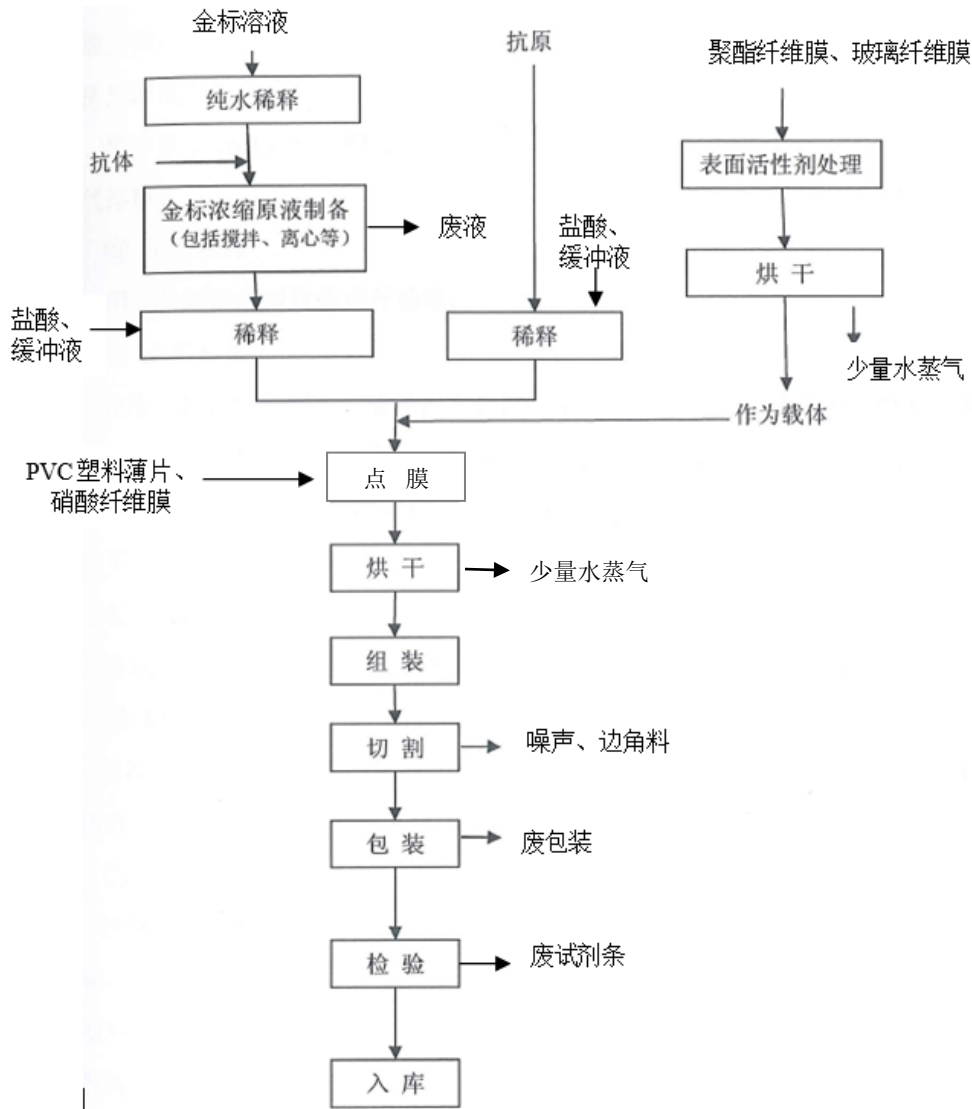 金标溶液
抗原
聚酯纤维膜、玻璃纤维膜
纯水稀释
抗体
表面活性剂处理
金标浓缩原液制备
（包括搅拌、离心等）
废液
盐酸、
缓冲液
烘干
盐酸、
缓冲液
稀释
稀释
少量水蒸气
作为载体
PVC塑料薄片、
硝酸纤维膜
点膜
烘干
少量水蒸气
组装
切割
噪声、边角料
包装
废包装
检验
废试剂条
入库